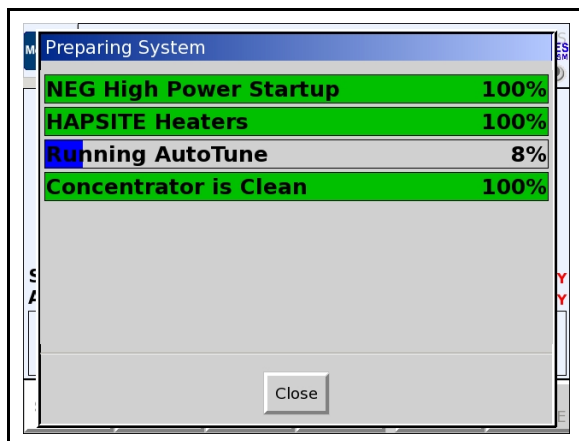 Preparing System
NEG High Power Startup 100%
HAPSITE Heaters 100%
Running AutoTune 8%
Concentrator is Clean 100%
Close